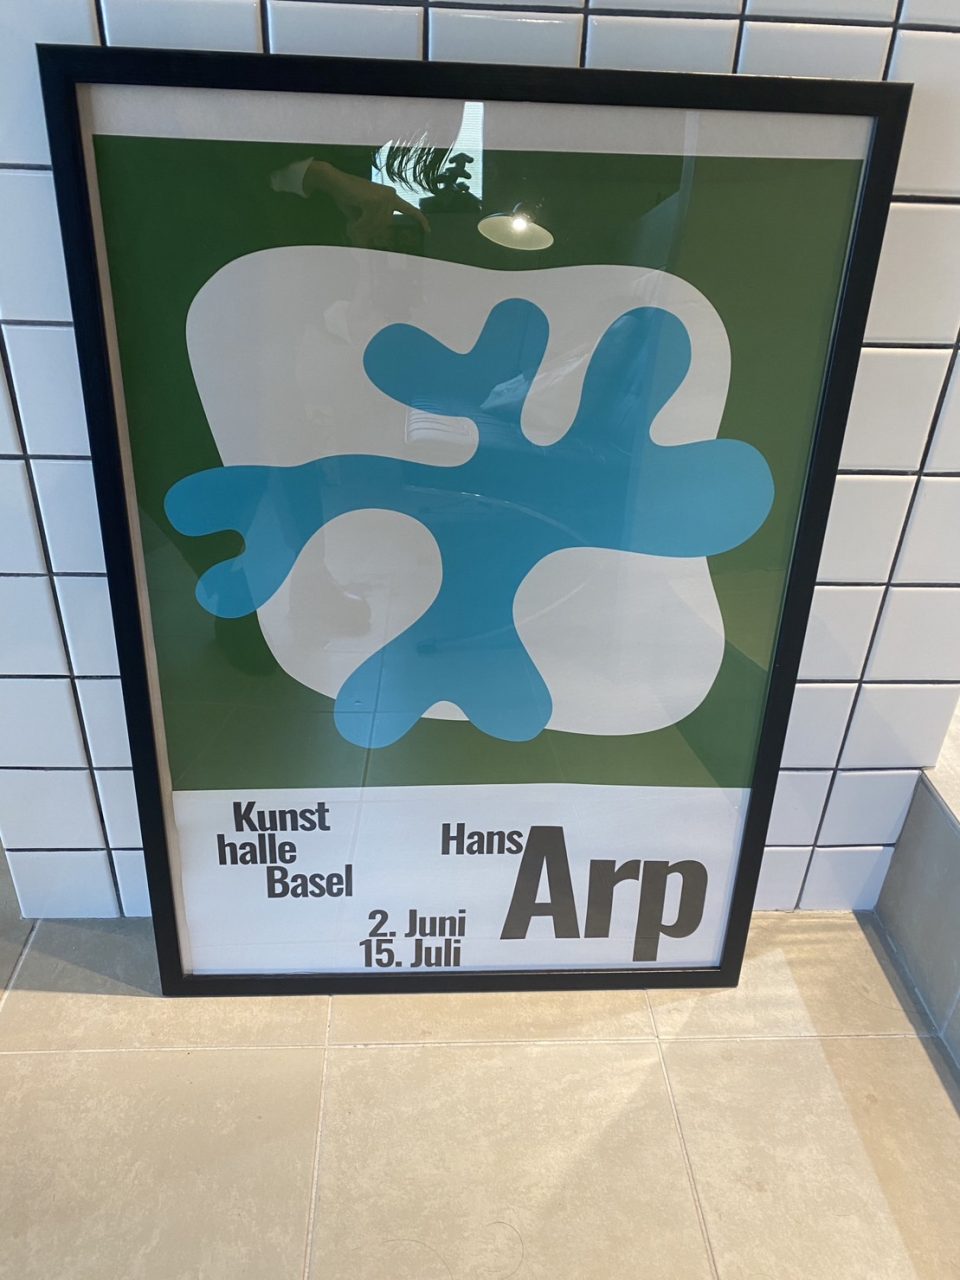 Kunst
halle
Basel
Hans
Arp
2. Juni
15. Juli